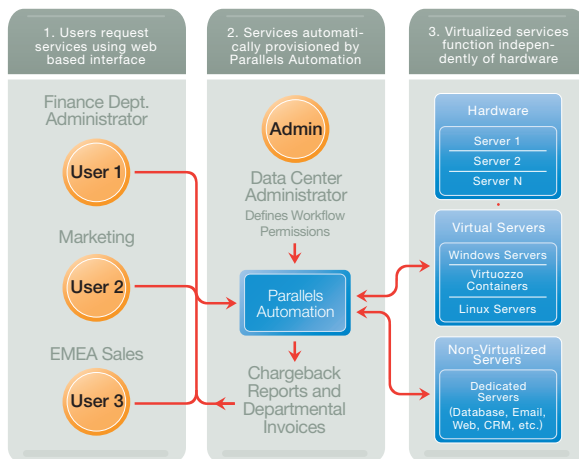 1. Users request
services using web
based interface
Finance Dept.
Administrator
User 1
Marketing
User 2
EMEA Sales
User 3
2. Services automati-
cally provisioned by
Parallels Automation
Admin
Data Center
Administrator
Defines Workflow
Permissions
Parallels
Automation
Chargeback
Reports and
Departmental
Invoices
3. Virtualized services
function indepen-
dently of hardware
Hardware
Server 1
Server 2
Server N
Virtual Servers
Windows Servers
Virtuozzo
Containers
Linux Servers
Non-Virtualized
Servers
Dedicated
Servers
(Database, Email,
Web, CRM, etc.)